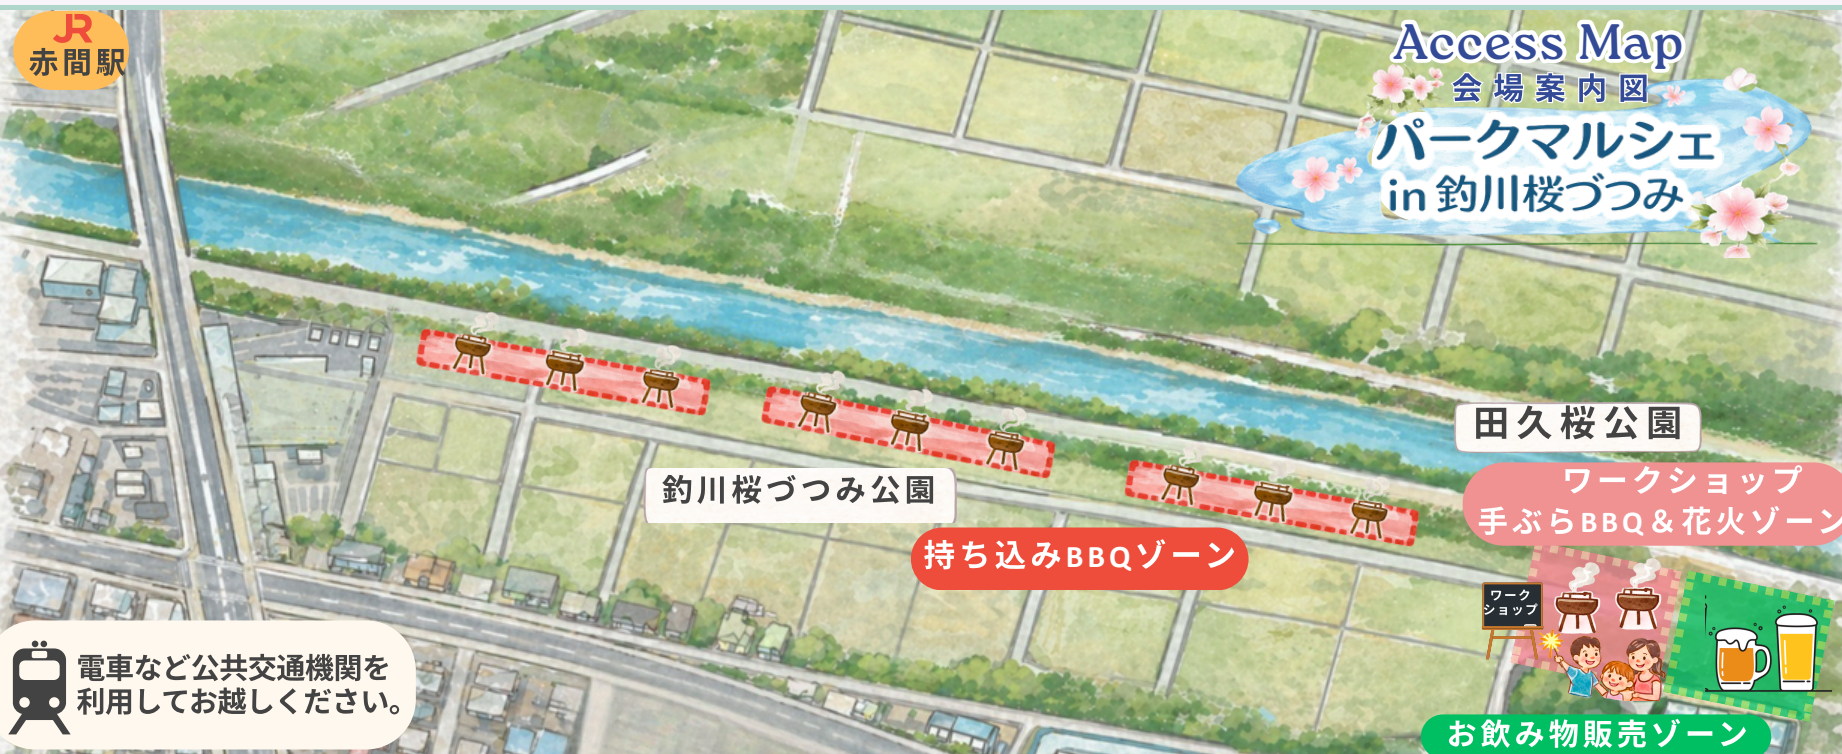 JR
赤間駅
Access Map
会場案内図
パークマルシェ
in 釣川桜づつみ
田久桜公園
ワークショップ
手ぶらBBQ&花火ゾーン
釣川桜づつみ公園
持ち込みBBQゾーン
ワーク
ショップ
電車など公共交通機関を
利用してお越しください。
お飲み物販売ゾーン